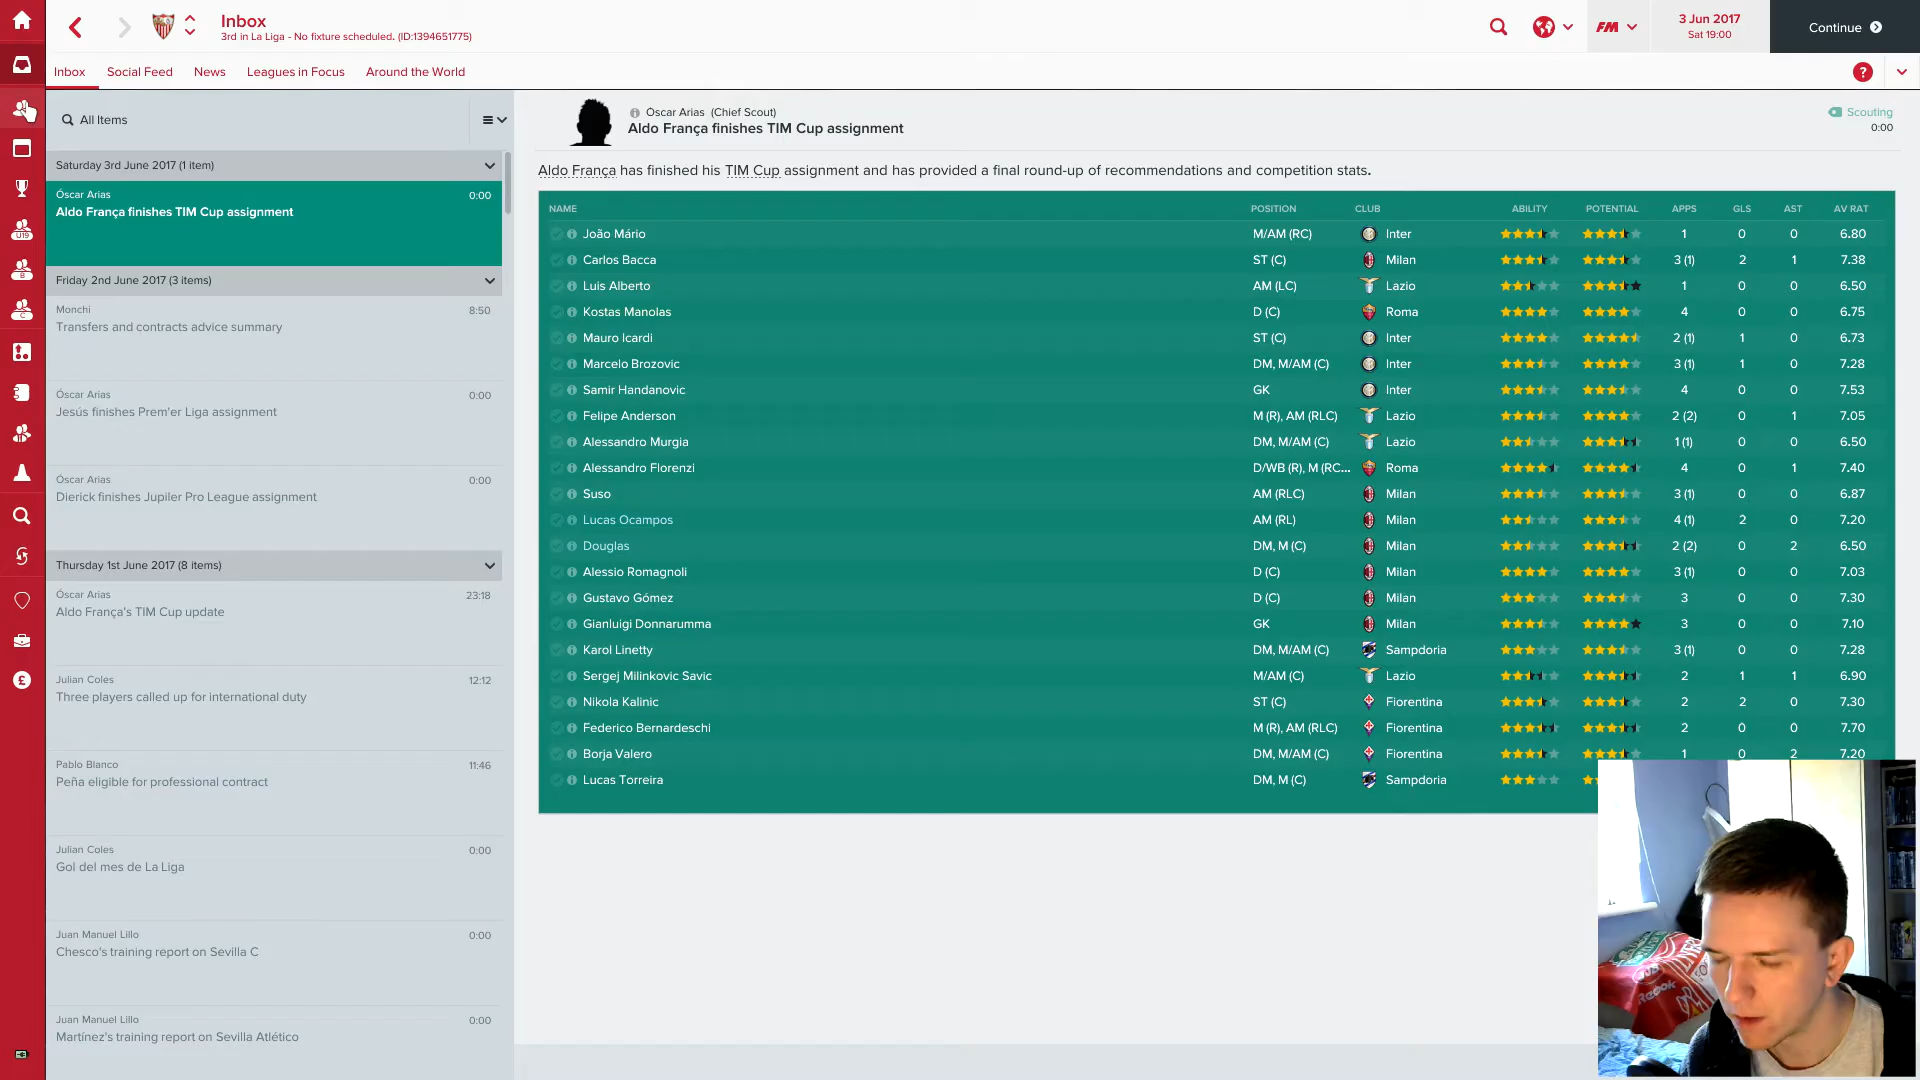 Inbox
3rd in La Liga - No fixture scheduled. (ID:1394651775)
FM
3 Jun 2017
Sat 19:00
Continue
Inbox Social Feed News Leagues in Focus Around the World
?
All Items
Saturday 3rd June 2017 (1 item)
Óscar Arias 0:00
Aldo França finishes TIM Cup assignment
Friday 2nd June 2017 (3 items)
Monchi 8:50
Transfers and contracts advice summary
Óscar Arias 0:00
Jesús finishes Prem'er Liga assignment
Óscar Arias 0:00
Dierick finishes Jupiler Pro League assignment
Thursday 1st June 2017 (8 items)
Óscar Arias 23:18
Aldo França's TIM Cup update
Julian Coles 12:12
Three players called up for international duty
Pablo Blanco 11:46
Peña eligible for professional contract
Julian Coles 0:00
Gol del mes de La Liga
Juan Manuel Lillo 0:00
Chesco's training report on Sevilla C
Juan Manuel Lillo 0:00
Martínez's training report on Sevilla Atlético
U19
B
C
Óscar Arias (Chief Scout)
Aldo França finishes TIM Cup assignment
Scouting
0:00
Aldo França has finished his TIM Cup assignment and has provided a final round-up of recommendations and competition stats.
NAME POSITION CLUB ABILITY POTENTIAL APPS GLS AST AV RAT
João Mário M/AM (RC) Inter 1 0 0 6.80
Carlos Bacca ST (C) Milan 3 (1) 2 1 7.38
Luis Alberto AM (LC) Lazio 1 0 0 6.50
Kostas Manolas D (C) Roma 4 0 0 6.75
Mauro Icardi ST (C) Inter 2 (1) 1 0 6.73
Marcelo Brozovic DM, M/AM (C) Inter 3 (1) 1 0 7.28
Samir Handanovic GK Inter 4 0 0 7.53
Felipe Anderson M (R), AM (RLC) Lazio 2 (2) 0 1 7.05
Alessandro Murgia DM, M/AM (C) Lazio 1 (1) 0 0 6.50
Alessandro Florenzi D/WB (R), M (RC... Roma 4 0 1 7.40
Suso AM (RLC) Milan 3 (1) 0 0 6.87
Lucas Ocampos AM (RL) Milan 4 (1) 2 0 7.20
Douglas DM, M (C) Milan 2 (2) 0 2 6.50
Alessio Romagnoli D (C) Milan 3 (1) 0 0 7.03
Gustavo Gómez D (C) Milan 3 0 0 7.30
Gianluigi Donnarumma GK Milan 3 0 0 7.10
Karol Linetty DM, M/AM (C) Sampdoria 3 (1) 0 0 7.28
Sergej Milinkovic Savic M/AM (C) Lazio 2 1 1 6.90
Nikola Kalinic ST (C) Fiorentina 2 2 0 7.30
Federico Bernardeschi M (R), AM (RLC) Fiorentina 2 0 0 7.70
Borja Valero DM, M/AM (C) Fiorentina 1 0 2 7.20
Lucas Torreira DM, M (C) Sampdoria
Reebok